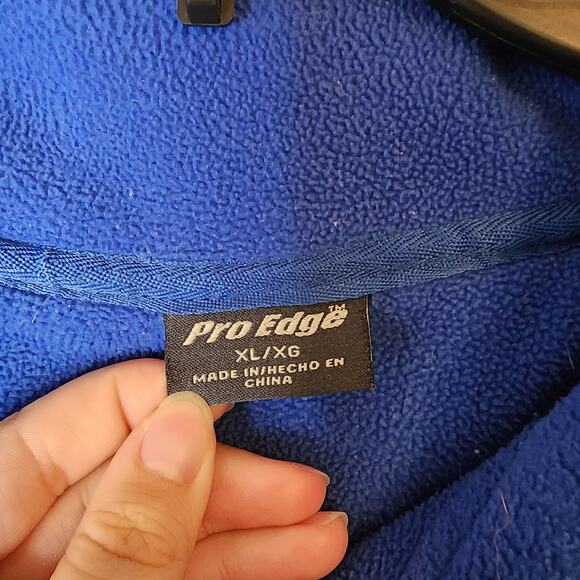 Pro Edge™
XL/XG
MADE IN/HECHO EN
CHINA